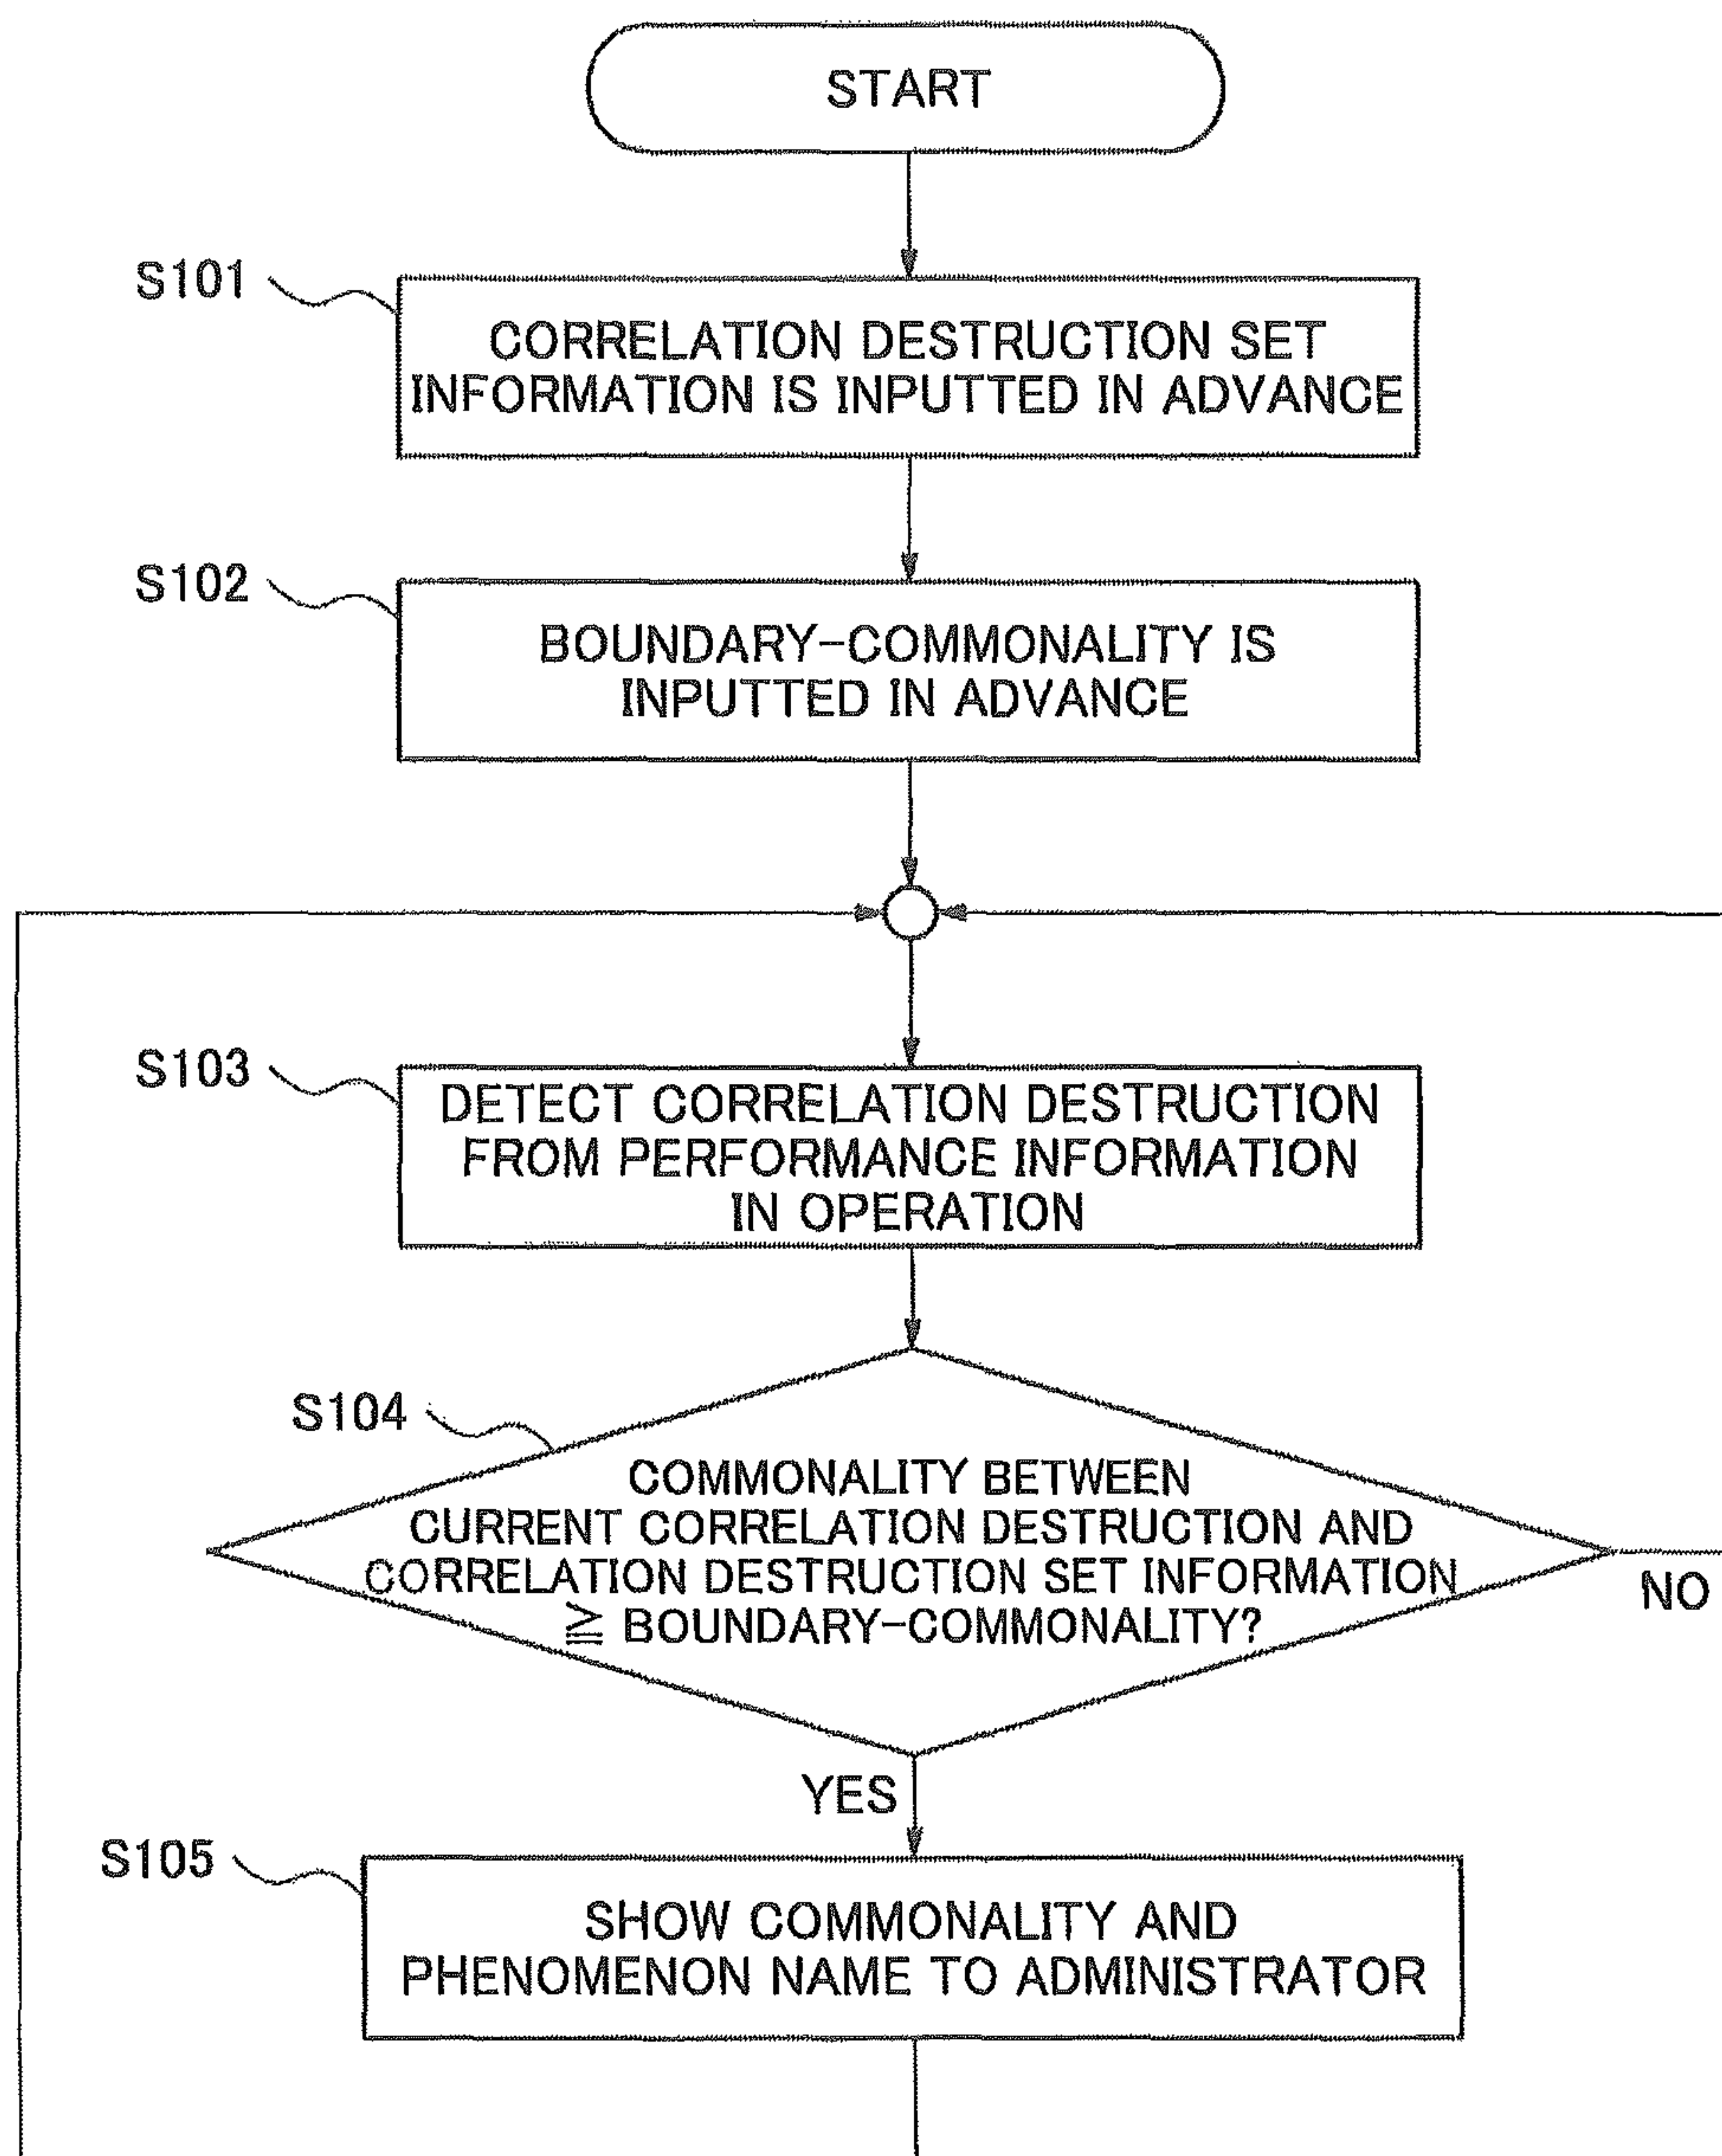 START
S101
CORRELATION DESTRUCTION SET
INFORMATION IS INPUTTED IN ADVANCE
S102
BOUNDARY-COMMONALITY IS
INPUTTED IN ADVANCE
S103
DETECT CORRELATION DESTRUCTION
FROM PERFORMANCE INFORMATION
IN OPERATION
S104
COMMONALITY BETWEEN
CURRENT CORRELATION DESTRUCTION AND
CORRELATION DESTRUCTION SET INFORMATION
≧ BOUNDARY-COMMONALITY?
NO
YES
S105
SHOW COMMONALITY AND
PHENOMENON NAME TO ADMINISTRATOR